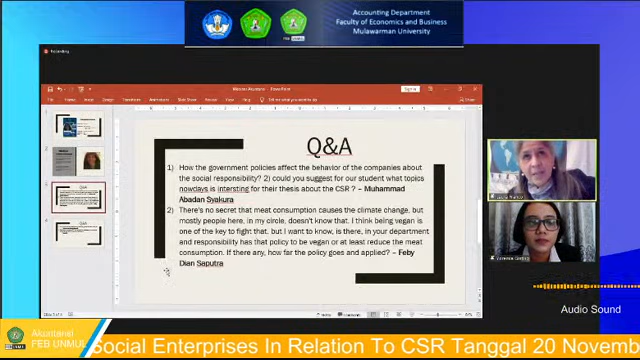 Accounting Department
Faculty of Economics and Business
Mulawarman University
Q&A
1) How the government policies affect the behavior of the companies about
the social responsibility? 2) could you suggest for our student what topics
nowdays is intersting for their thesis about the CSR ? – Muhammad
Abadan Syakura
2) There's no secret that meat consumption causes the climate change, but
mostly people here, in my circle, doesn't know that. I think being vegan is
one of the key to fight that, but I want to know, is there, in your department
and responsibility has that policy to be vegan or at least reduce the meat
consumption. If there any, how far the policy goes and applied? – Feby
Dian Saputra
Audio Sound
Akuntansi
FEB UNMUL
Social Enterprises In Relation To CSR Tanggal 20 Novemb